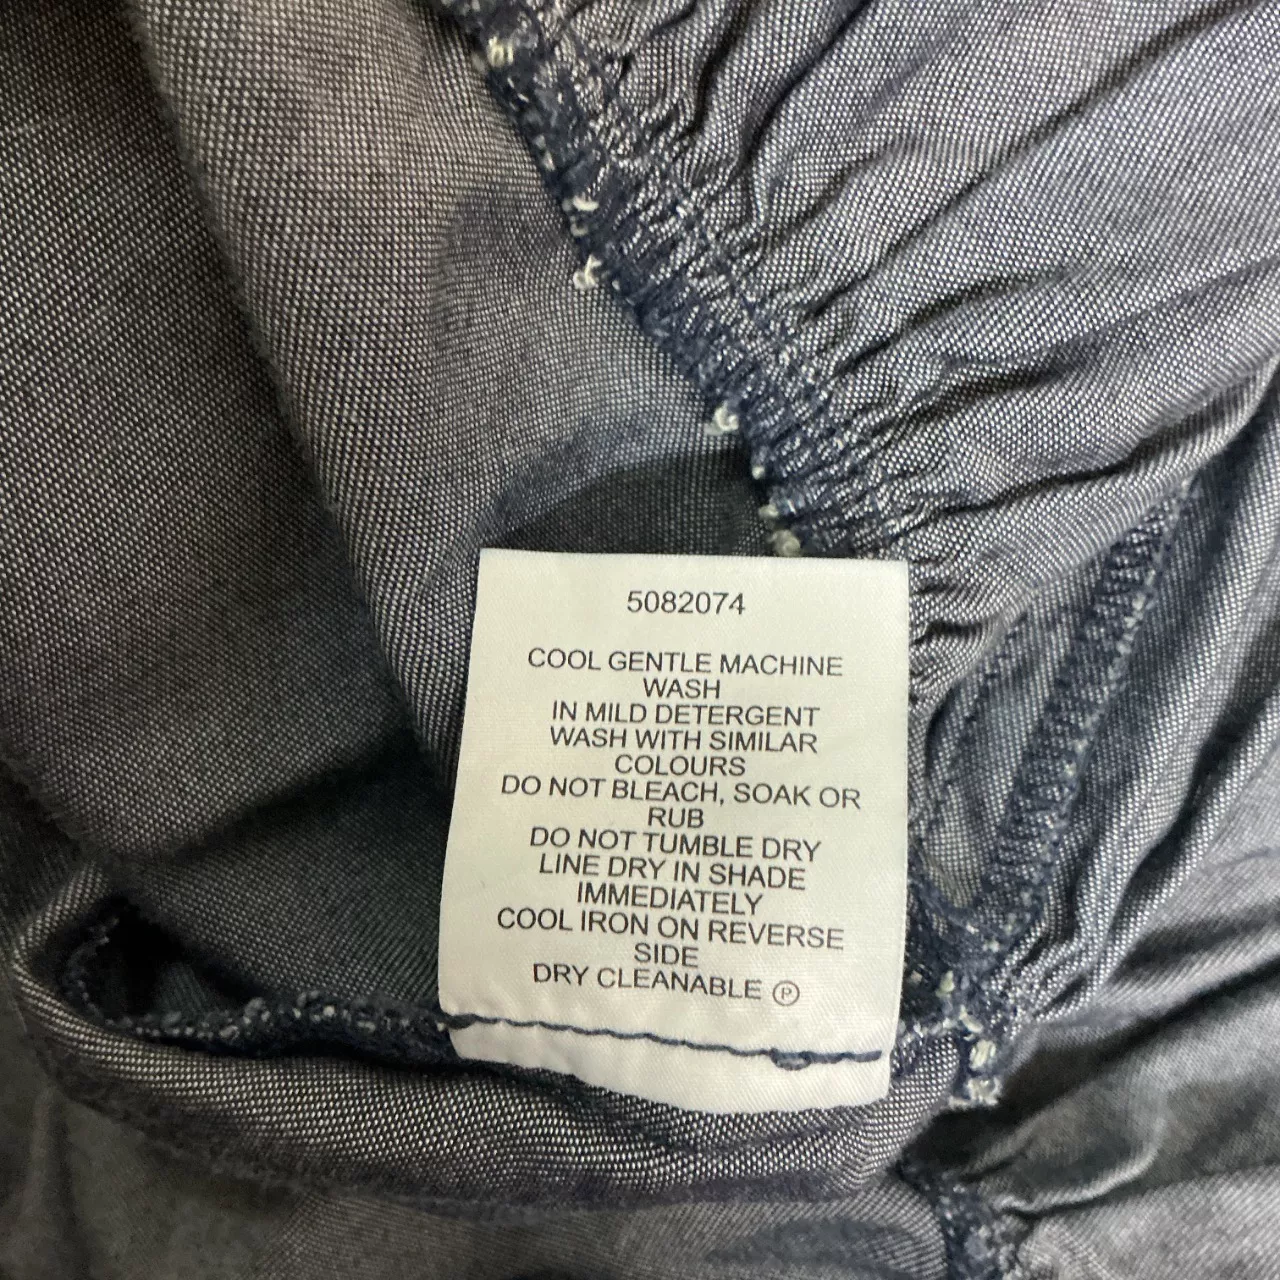 5082074
COOL GENTLE MACHINE
WASH
IN MILD DETERGENT
WASH WITH SIMILAR
COLOURS
DO NOT BLEACH, SOAK OR
RUB
DO NOT TUMBLE DRY
LINE DRY IN SHADE
IMMEDIATELY
COOL IRON ON REVERSE
SIDE
DRY CLEANABLE Ⓟ